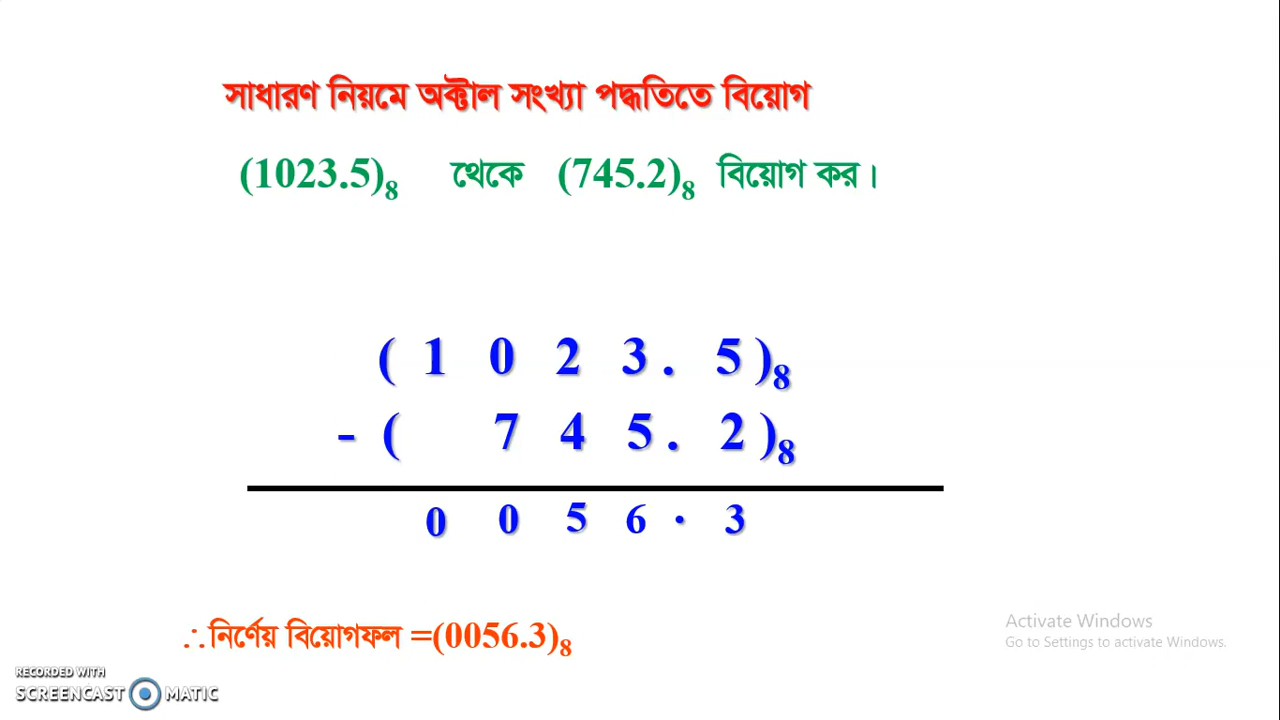 সাধারণ নিয়মে অক্টাল সংখ্যা পদ্ধতিতে বিয়োগ
(1023.5)₈ থেকে (745.2)₈ বিয়োগ কর।
( 1 0 2 3 . 5 )₈
- ( 7 4 5 . 2 )₈
0 0 5 6 · 3
∴নির্ণেয় বিয়োগফল =(0056.3)₈
Activate Windows
Go to Settings to activate Windows.
RECORDED WITH
SCREENCAST MATIC